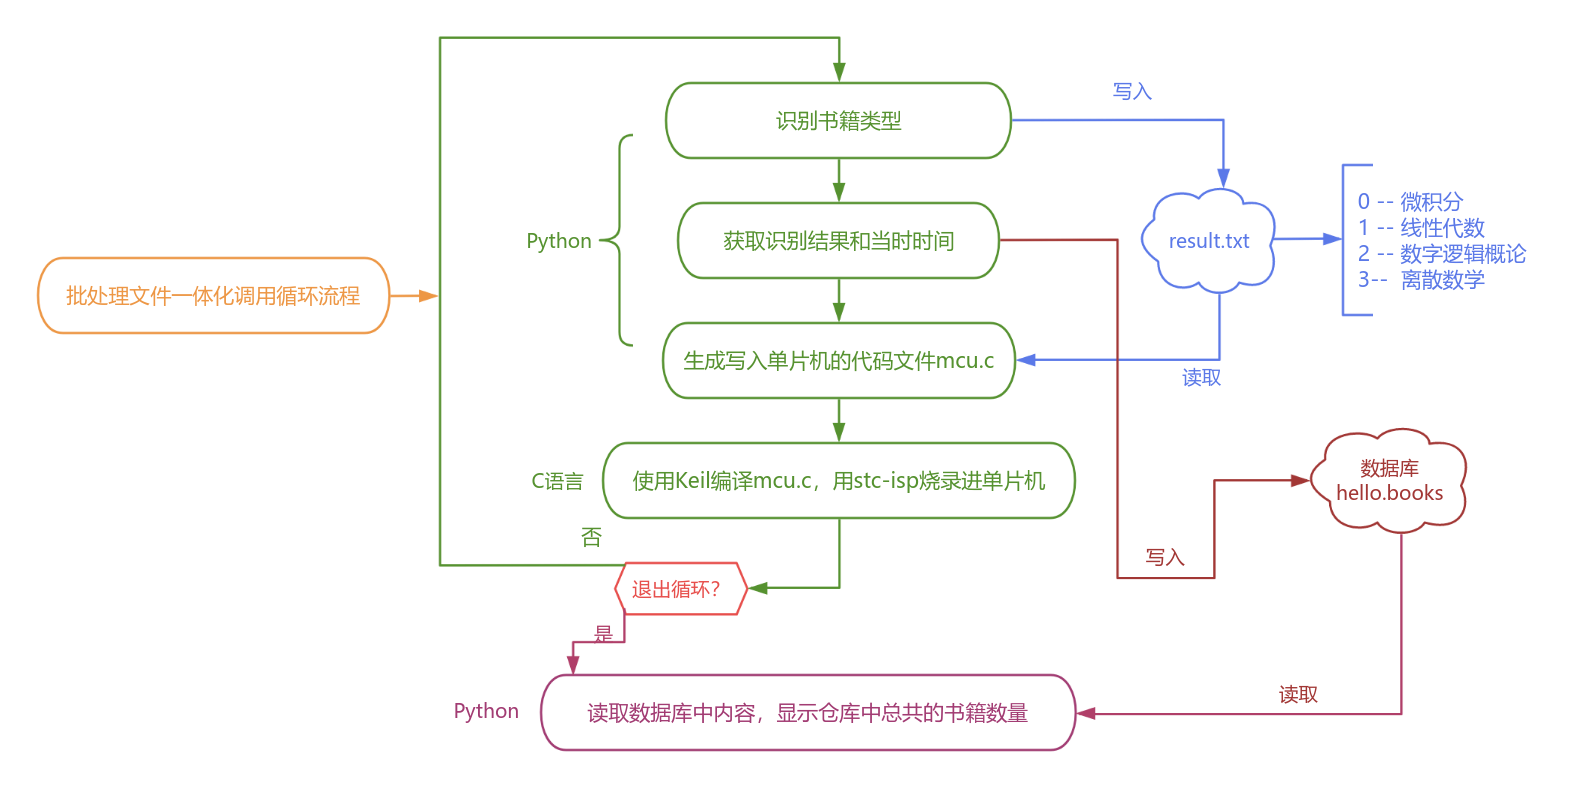 写入
识别书籍类型
0 -- 微积分
1 -- 线性代数
2 -- 数字逻辑概论
3-- 离散数学
Python
获取识别结果和当时时间
result.txt
批处理文件一体化调用循环流程
生成写入单片机的代码文件mcu.c
读取
C语言
使用Keil编译mcu.c，用stc-isp烧录进单片机
数据库
hello.books
否
写入
退出循环？
是
读取
Python
读取数据库中内容，显示仓库中总共的书籍数量